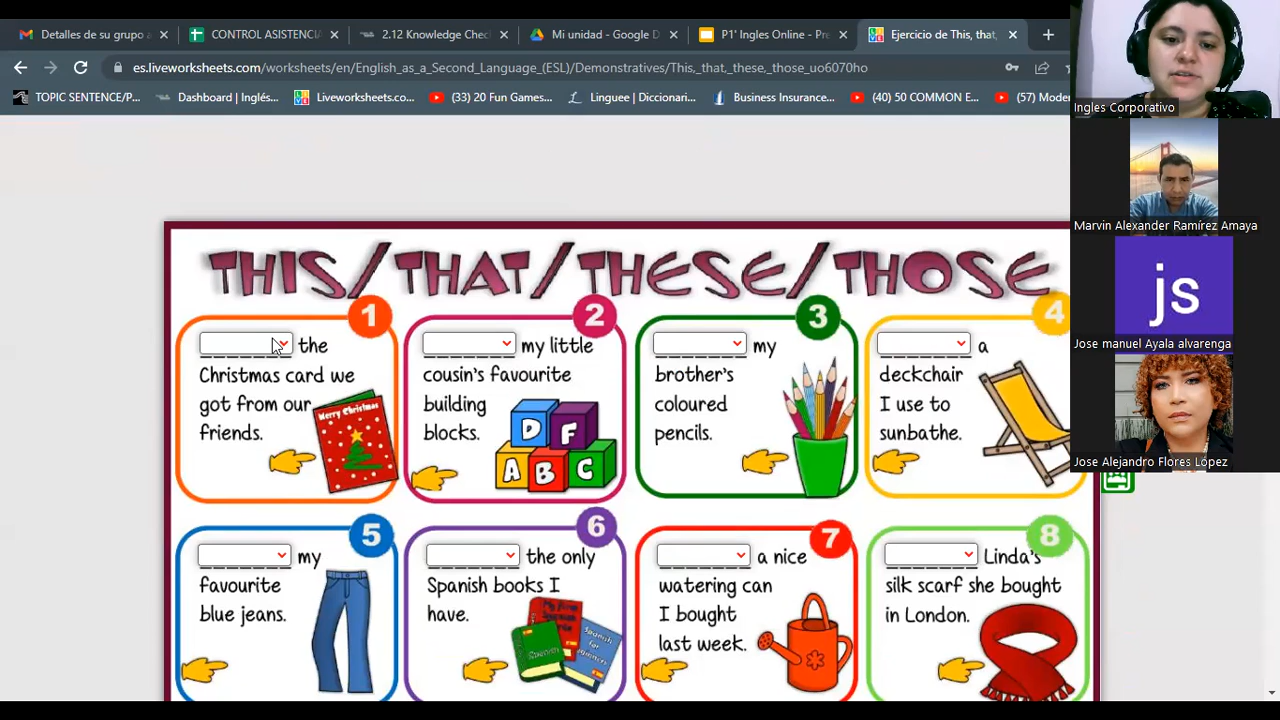 Detalles de su grupo a
CONTROL ASISTENCIA
2.12 Knowledge Chec
Mi unidad - Google D
P1' Ingles Online - Pre
Ejercicio de This, that,
es.liveworksheets.com/worksheets/en/English_as_a_Second_Language_(ESL)/Demonstratives/This,_that,_these,_those_uo6070ho
TOPIC SENTENCE/P...
Dashboard | Inglés...
Liveworksheets.co...
(33) 20 Fun Games...
Linguee | Diccionari...
Business Insurance...
(40) 50 COMMON E...
(57) Mode
Ingles Corporativo
Marvin Alexander Ramírez Amaya
js
Jose manuel Ayala alvarenga
Jose Alejandro Flores López
THIS/THAT/THESE/THOSE
1
the
Christmas card we
got from our
friends.
Merry Christmas
2
my little
cousin's favourite
building
blocks.
D F
A B C
3
my
brother's
coloured
pencils.
4
a
deckchair
I use to
sunbathe.
5
my
favourite
blue jeans.
6
the only
Spanish books I
have.
7
a nice
watering can
I bought
last week.
8
Linda's
silk scarf she bought
in London.